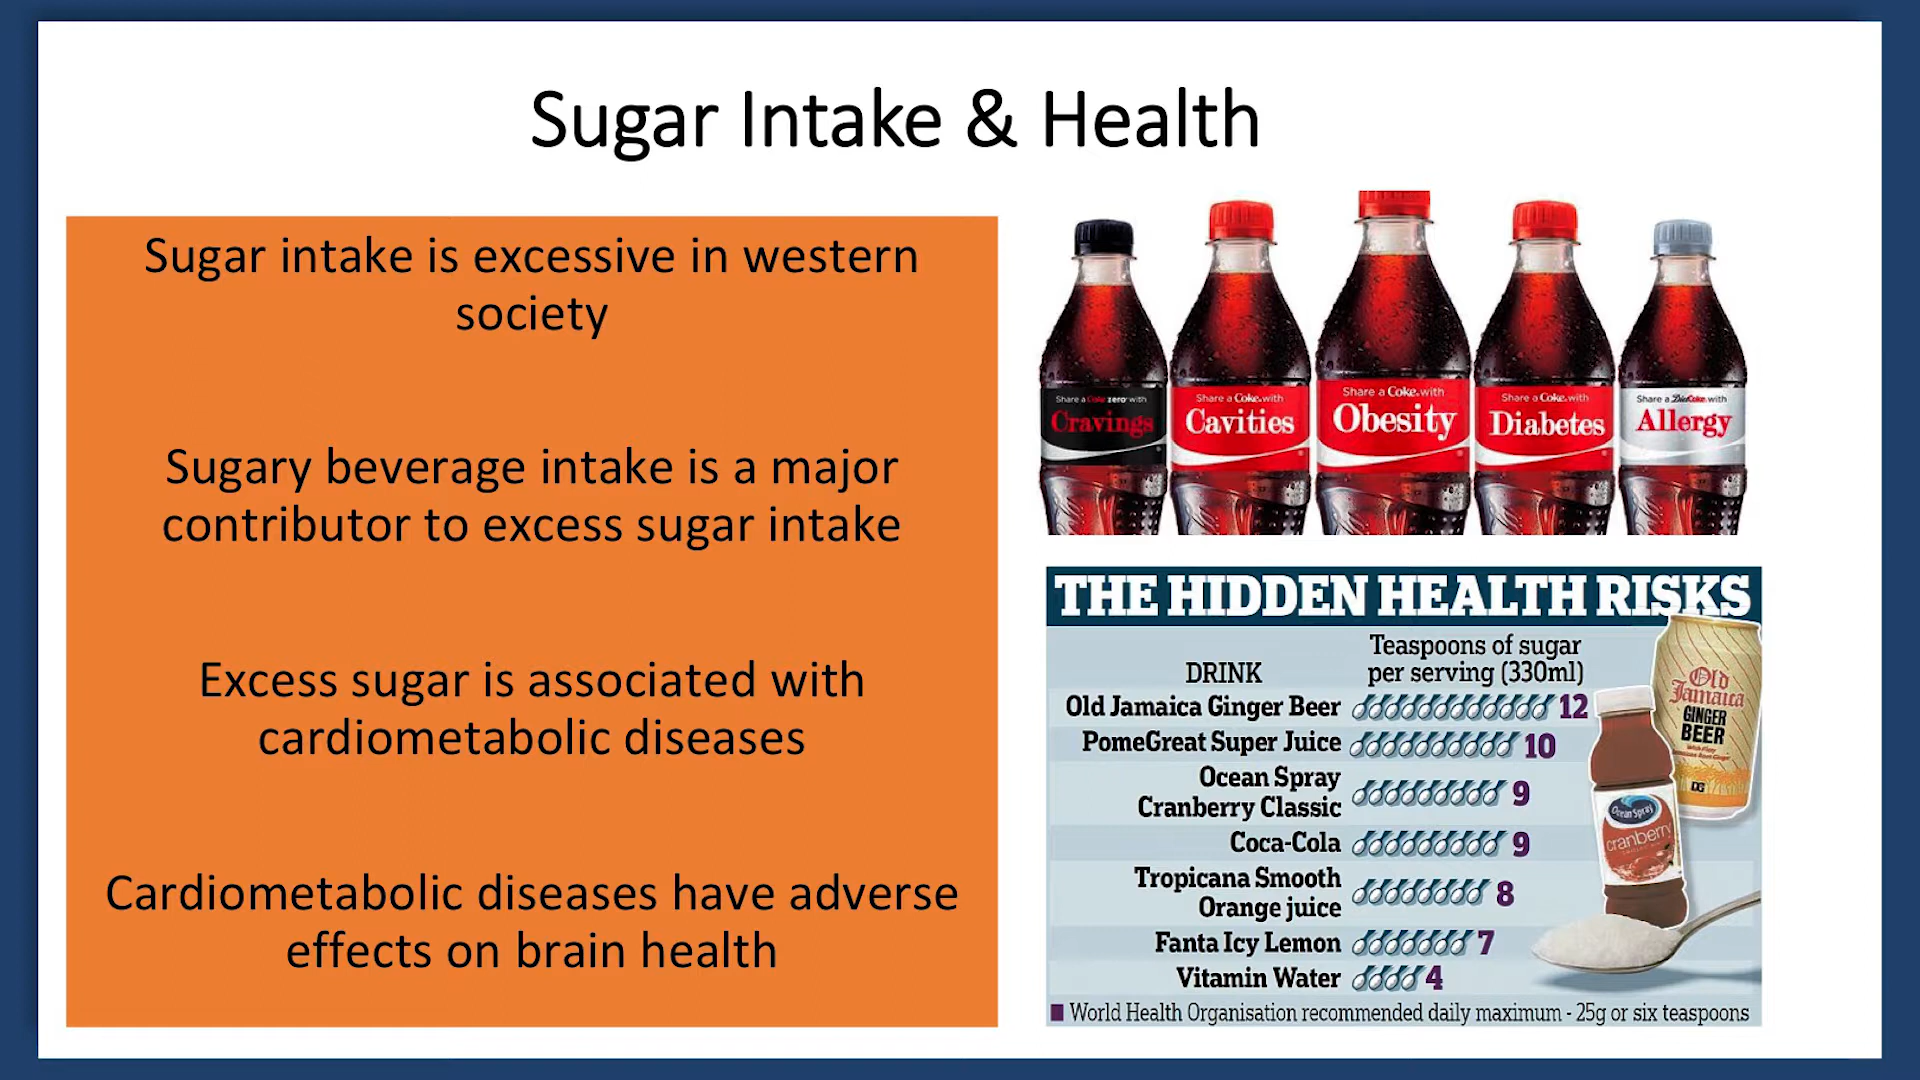 Sugar Intake & Health
Sugar intake is excessive in western
society
Sugary beverage intake is a major
contributor to excess sugar intake
Excess sugar is associated with
cardiometabolic diseases
Cardiometabolic diseases have adverse
effects on brain health
Share a Coke zero with
Cravings
Share a Coke with
Cavities
Share a Coke with
Obesity
Share a Coke with
Diabetes
Share a Diet Coke with
Allergy
THE HIDDEN HEALTH RISKS
DRINK
Teaspoons of sugar
per serving (330ml)
Old Jamaica Ginger Beer 12
PomeGreat Super Juice 10
Ocean Spray
Cranberry Classic 9
Coca-Cola 9
Tropicana Smooth
Orange juice 8
Fanta Icy Lemon 7
Vitamin Water 4
World Health Organisation recommended daily maximum - 25g or six teaspoons
Old
Jamaica
GINGER
BEER
DG
Ocean Spray
cranberry